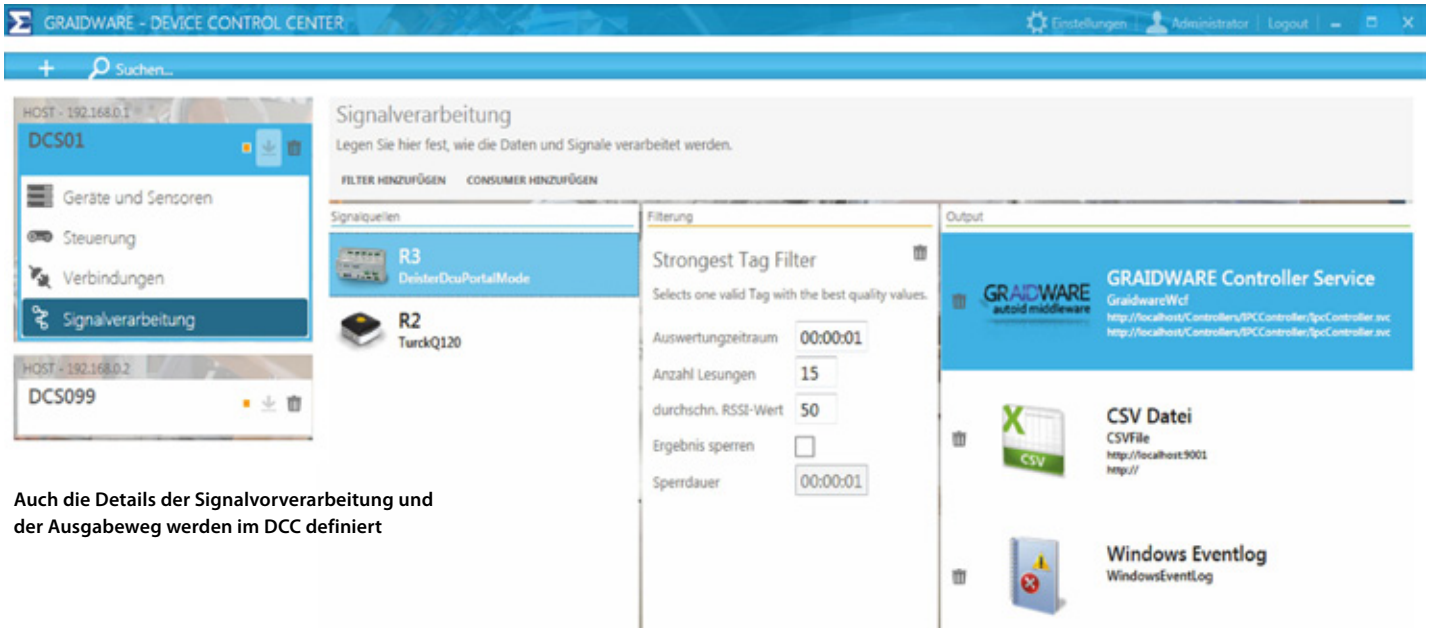 GRAIDWARE - DEVICE CONTROL CENTER
Einstellungen | Administrator | Logout
Suchen...
HOST - 192.168.0.1
DCS01
Geräte und Sensoren
Steuerung
Verbindungen
Signalverarbeitung
HOST - 192.168.0.2
DCS099
Auch die Details der Signalvorverarbeitung und
der Ausgabeweg werden im DCC definiert
Signalverarbeitung
Legen Sie hier fest, wie die Daten und Signale verarbeitet werden.
FILTER HINZUFÜGEN CONSUMER HINZUFÜGEN
Signalquellen
R3
DeisterDcuPortalMode
R2
TurckQ120
Filterung
Strongest Tag Filter
Selects one valid Tag with the best quality values.
Auswertungzeitraum 00:00:01
Anzahl Lesungen 15
durchschn. RSSI-Wert 50
Ergebnis sperren
Sperrdauer 00:00:01
Output
GRAIDWARE
autoid middleware
GRAIDWARE Controller Service
GraidwareWcf
http://localhost/Controllers/IPCController/IpcController.svc
http://localhost/Controllers/IPCController/IpcController.svc
CSV
CSV Datei
CSVFile
http://localhost:9001
http://
Windows Eventlog
WindowsEventLog